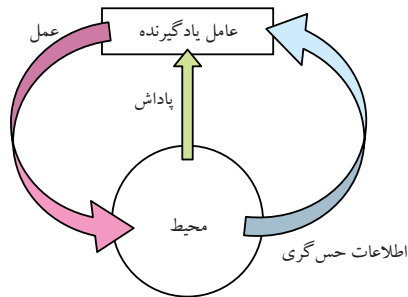 عمل
عامل یادگیرنده
پاداش
محیط
اطلاعات حس‌گری